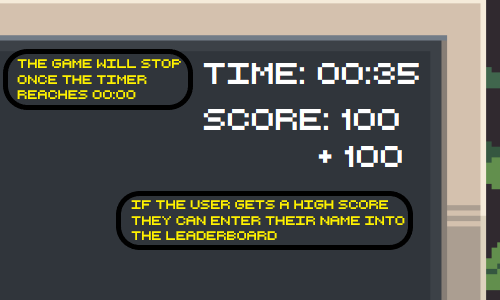 THE GAME WILL STOP
ONCE THE TIMER
REACHES 00:00
TIME: 00:35
SCORE: 100
+ 100
IF THE USER GETS A HIGH SCORE
THEY CAN ENTER THEIR NAME INTO
THE LEADERBOARD